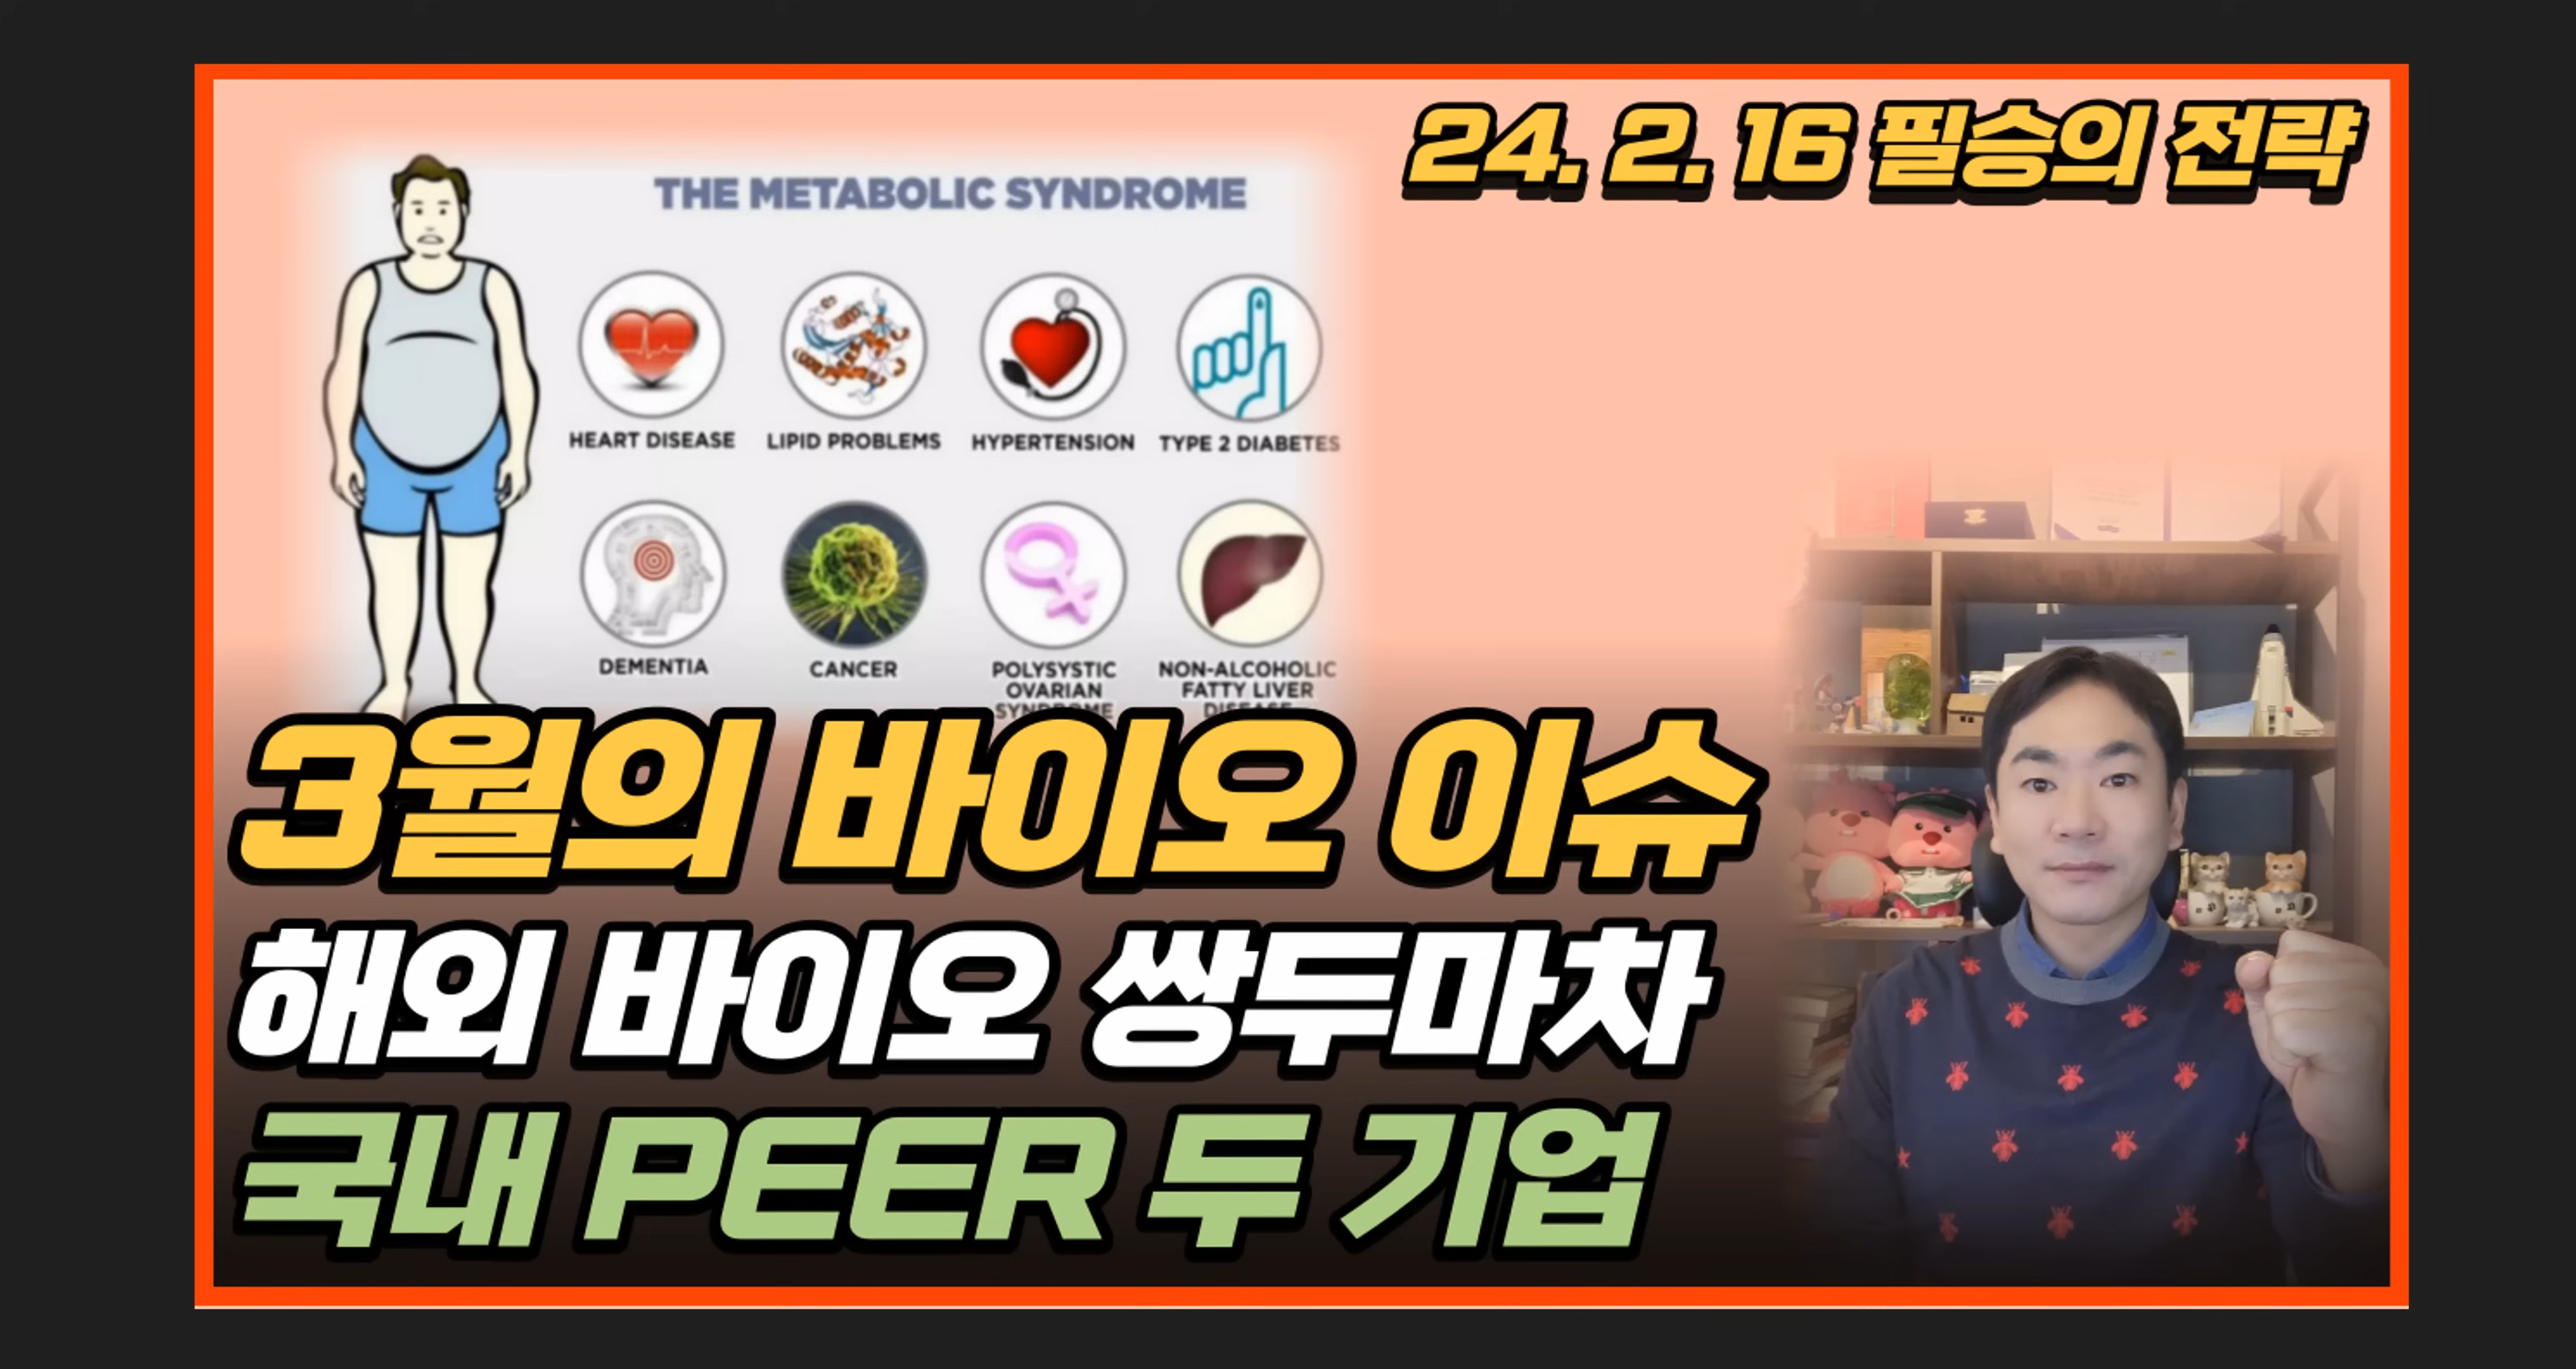 24. 2. 16 필승의 전략
THE METABOLIC SYNDROME
HEART DISEASE
LIPID PROBLEMS
HYPERTENSION
TYPE 2 DIABETES
DEMENTIA
CANCER
POLYSYSTIC
OVARIAN
SYNDROME
NON-ALCOHOLIC
FATTY LIVER
DISEASE
3월의 바이오 이슈
해외 바이오 쌍두마차
국내 PEER 두 기업